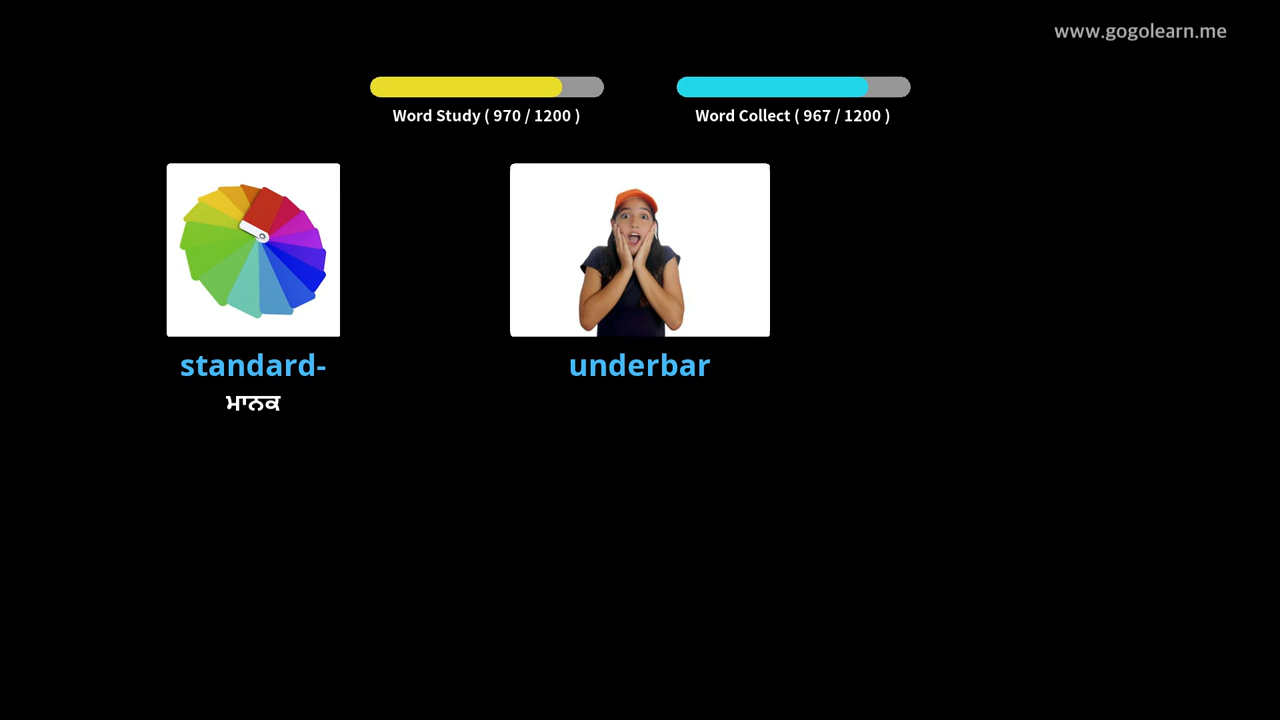 www.gogolearn.me
Word Study ( 970 / 1200 )
Word Collect ( 967 / 1200 )
standard-
ਮਾਨਕ
underbar